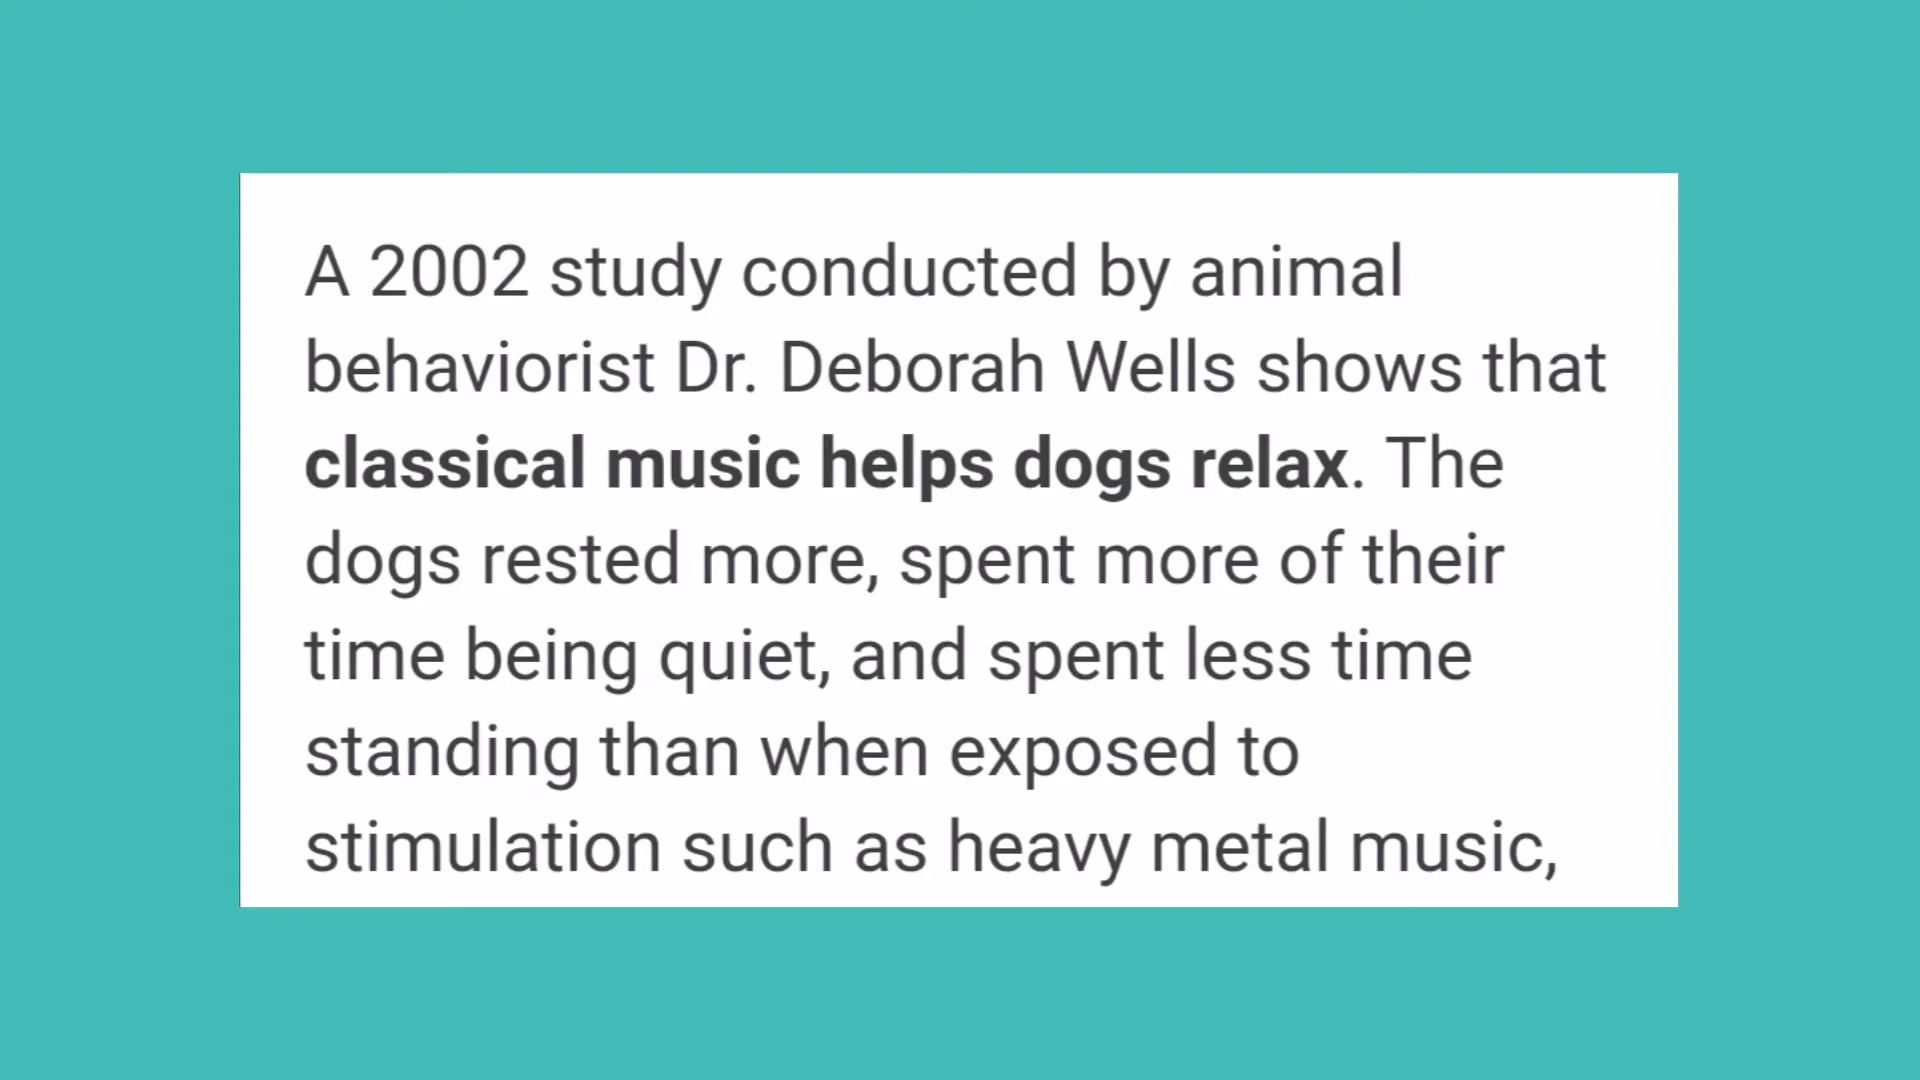 A 2002 study conducted by animal
behaviorist Dr. Deborah Wells shows that
classical music helps dogs relax. The
dogs rested more, spent more of their
time being quiet, and spent less time
standing than when exposed to
stimulation such as heavy metal music,